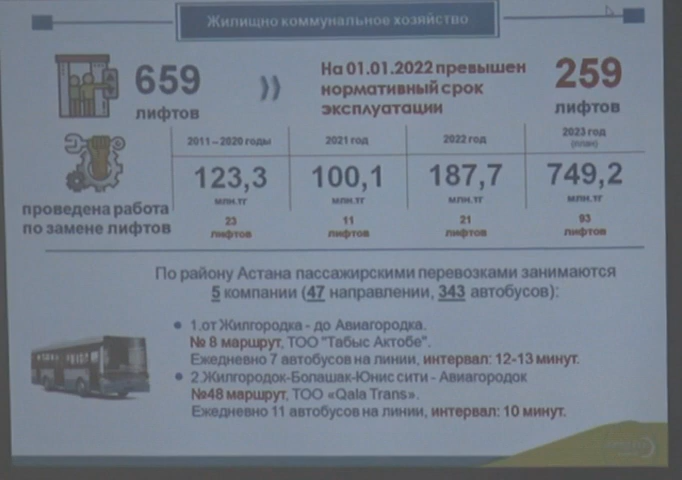 Жилищно коммунальное хозяйство
659
лифтов
На 01.01.2022 превышен
нормативный срок
эксплуатации
259
лифтов
проведена работа
по замене лифтов
2011 – 2020 годы
123,3
млн.тг
23
лифтов
2021 год
100,1
млн.тг
11
лифтов
2022 год
187,7
млн.тг
21
лифтов
2023 год
(план)
749,2
млн.тг
93
лифтов
По району Астана пассажирскими перевозками занимаются
5 компании (47 направлении, 343 автобусов):
1.от Жилгородка - до Авиагородка.
№ 8 маршрут, ТОО "Табыс Актобе".
Ежедневно 7 автобусов на линии, интервал: 12-13 минут.
2.Жилгородок-Болашак-Юнис сити - Авиагородок
№48 маршрут, ТОО «Qala Trans».
Ежедневно 11 автобусов на линии, интервал: 10 минут.